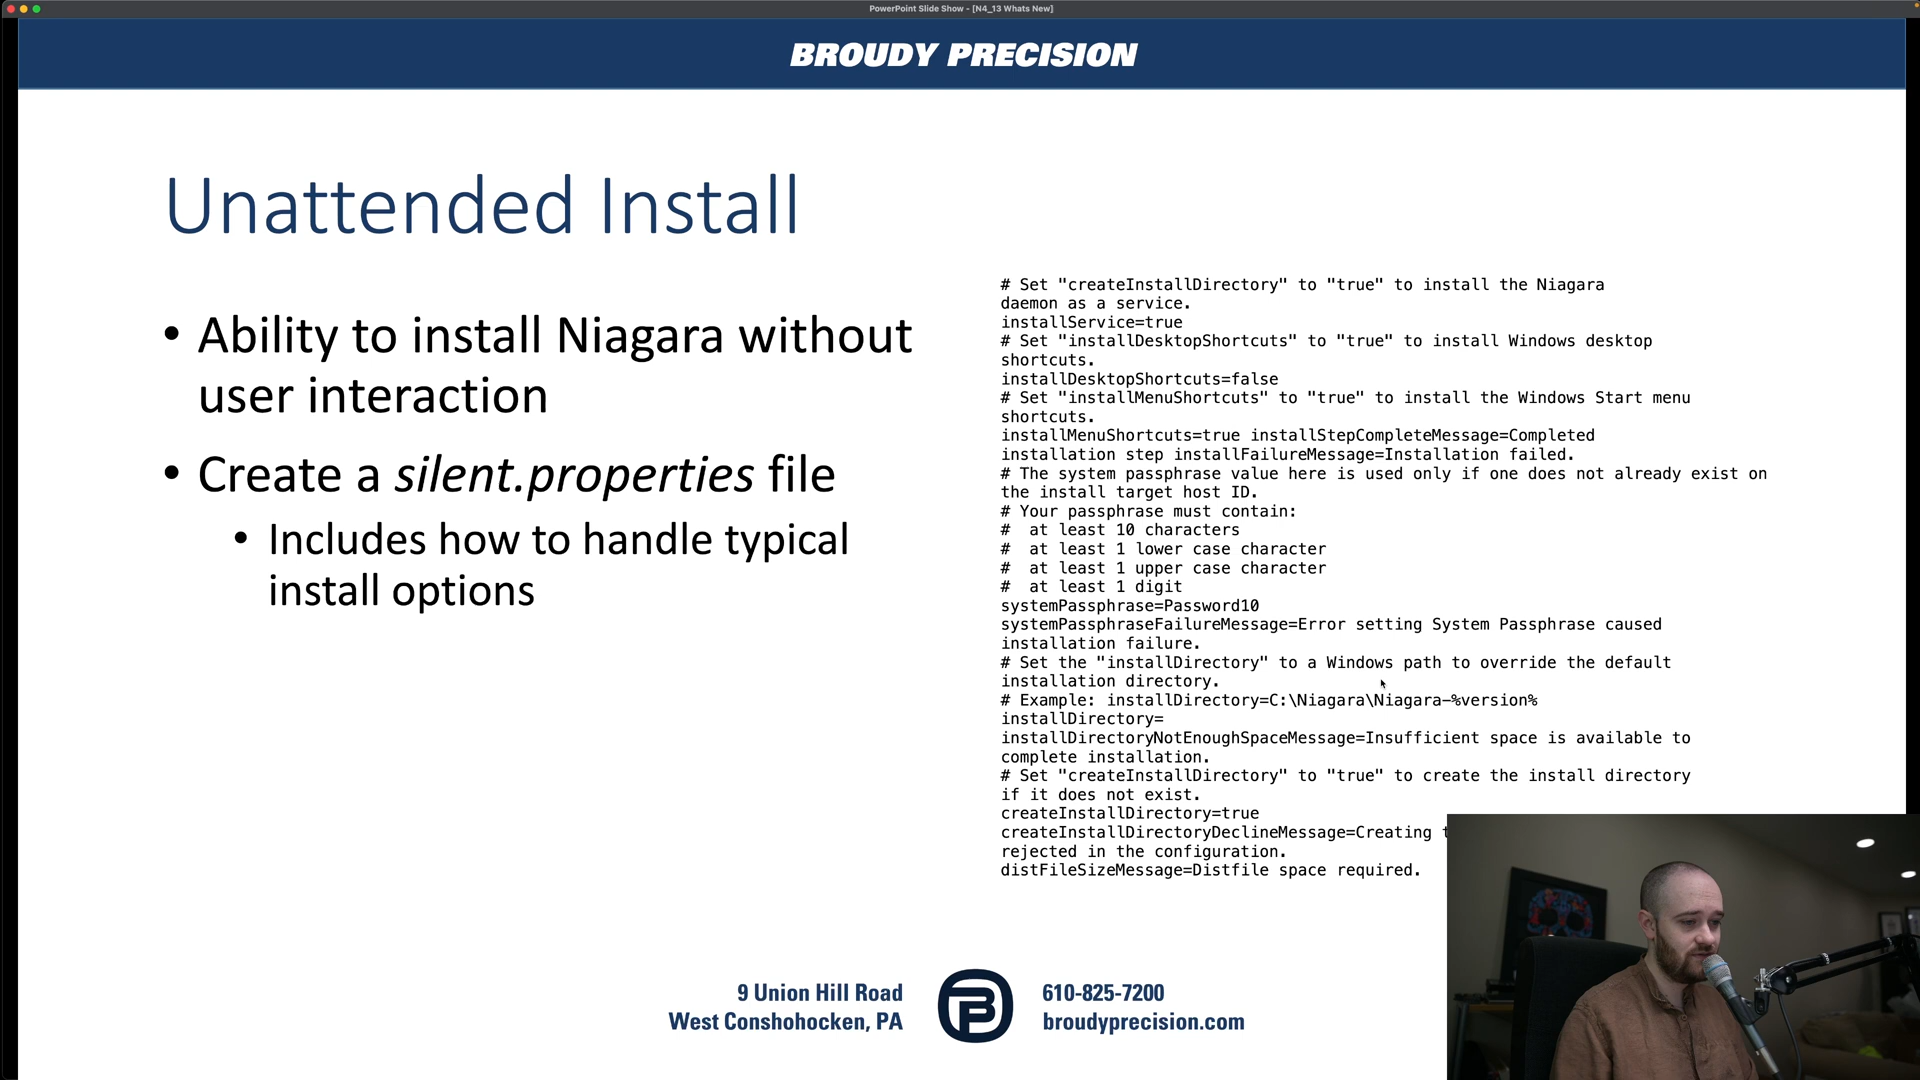 PowerPoint Slide Show - [N4_13 Whats New]
BROUDY PRECISION
Unattended Install
• Ability to install Niagara without
user interaction
• Create a silent.properties file
• Includes how to handle typical
install options
# Set "createInstallDirectory" to "true" to install the Niagara
daemon as a service.
installService=true
# Set "installDesktopShortcuts" to "true" to install Windows desktop
shortcuts.
installDesktopShortcuts=false
# Set "installMenuShortcuts" to "true" to install the Windows Start menu
shortcuts.
installMenuShortcuts=true installStepCompleteMessage=Completed
installation step installFailureMessage=Installation failed.
# The system passphrase value here is used only if one does not already exist on
the install target host ID.
# Your passphrase must contain:
#  at least 10 characters
#  at least 1 lower case character
#  at least 1 upper case character
#  at least 1 digit
systemPassphrase=Password10
systemPassphraseFailureMessage=Error setting System Passphrase caused
installation failure.
# Set the "installDirectory" to a Windows path to override the default
installation directory.
# Example: installDirectory=C:\Niagara\Niagara-%version%
installDirectory=
installDirectoryNotEnoughSpaceMessage=Insufficient space is available to
complete installation.
# Set "createInstallDirectory" to "true" to create the install directory
if it does not exist.
createInstallDirectory=true
createInstallDirectoryDeclineMessage=Creating
rejected in the configuration.
distFileSizeMessage=Distfile space required.
9 Union Hill Road
West Conshohocken, PA
610-825-7200
broudyprecision.com